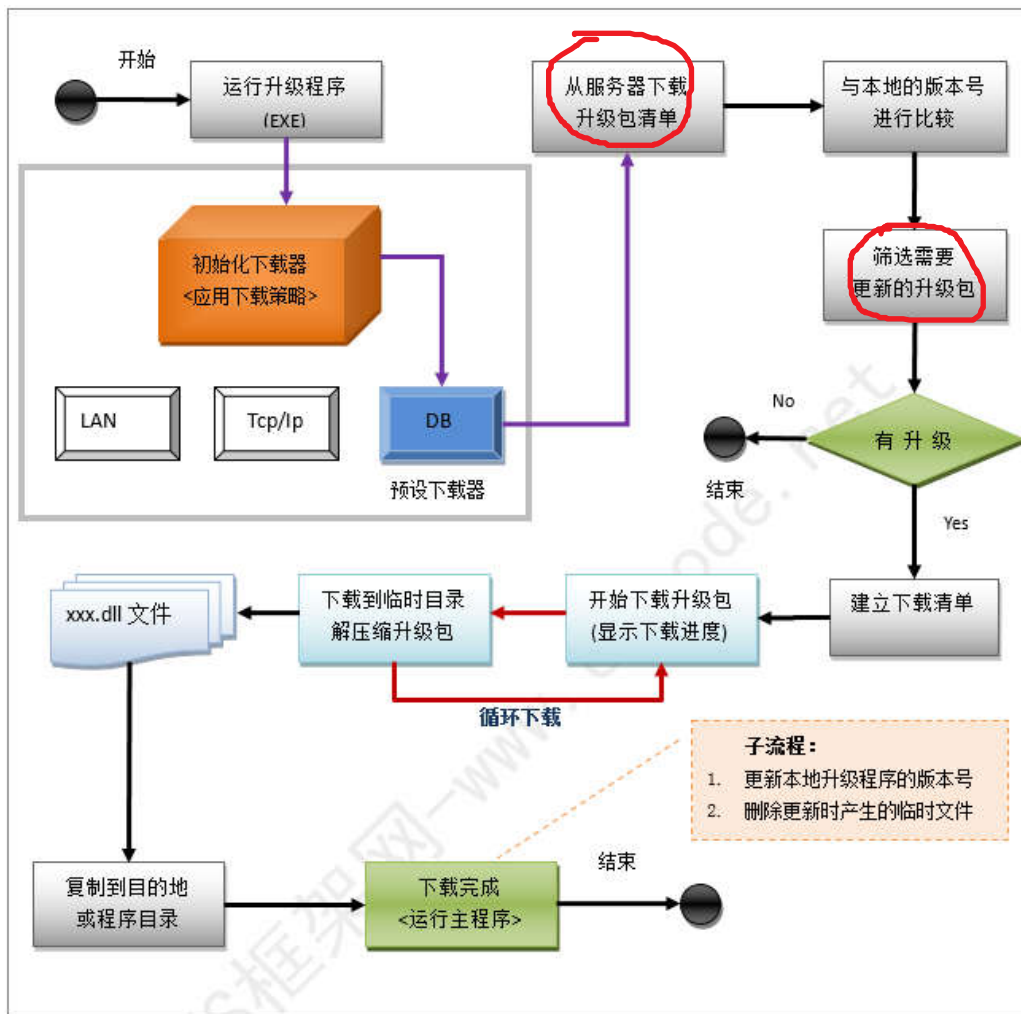 开始
运行升级程序
(EXE)
从服务器下载
升级包清单
与本地的版本号
进行比较
初始化下载器
<应用下载策略>
筛选需要
更新的升级包
LAN
Tcp/Ip
DB
预设下载器
No
有 升 级
结束
Yes
xxx.dll 文件
下载到临时目录
解压缩升级包
开始下载升级包
(显示下载进度)
建立下载清单
循环下载
子流程：
1. 更新本地升级程序的版本号
2. 删除更新时产生的临时文件
复制到目的地
或程序目录
下载完成
<运行主程序>
结束